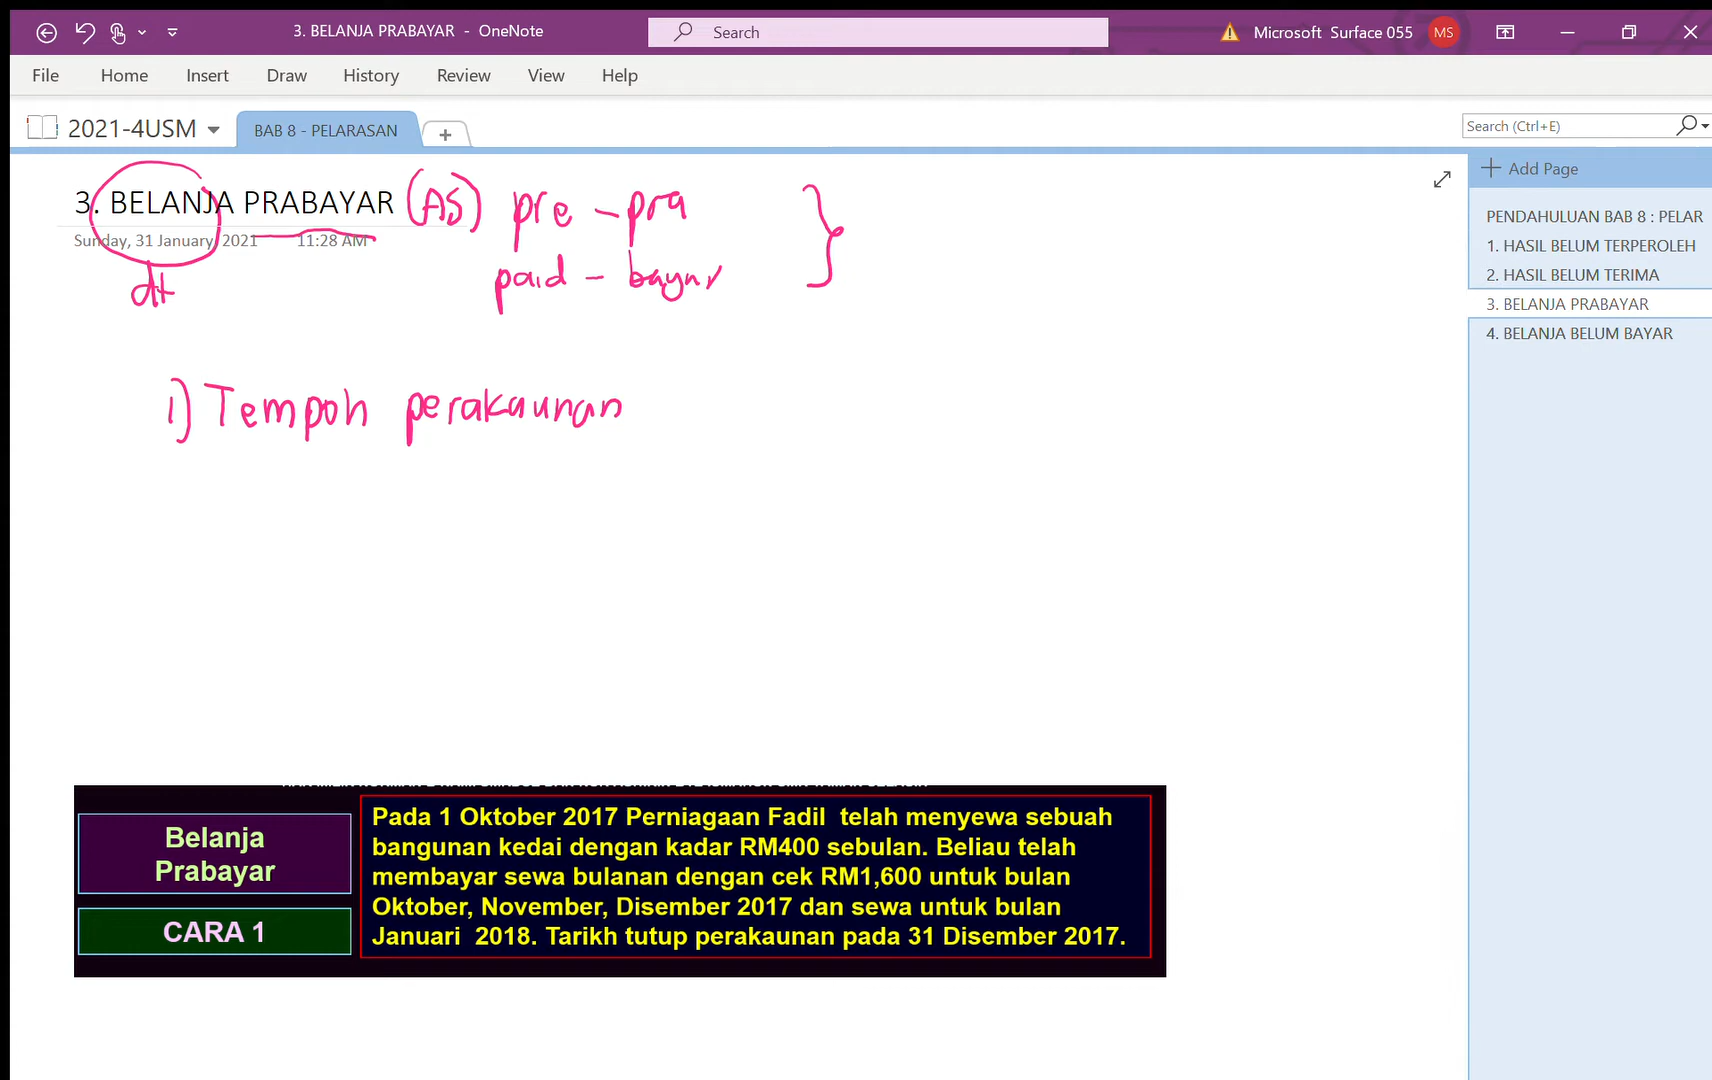 3. BELANJA PRABAYAR - OneNote
Search
Microsoft Surface 055
MS
File
Home
Insert
Draw
History
Review
View
Help
2021-4USM
BAB 8 - PELARASAN
Search (Ctrl+E)
Add Page
PENDAHULUAN BAB 8 : PELAR
1. HASIL BELUM TERPEROLEH
2. HASIL BELUM TERIMA
3. BELANJA PRABAYAR
4. BELANJA BELUM BAYAR
3. BELANJA PRABAYAR (AS) pre - pra
Sunday, 31 January, 2021 11:28 AM
paid - bayar
dt
i) Tempoh perakaunan
Belanja
Prabayar
CARA 1
Pada 1 Oktober 2017 Perniagaan Fadil telah menyewa sebuah
bangunan kedai dengan kadar RM400 sebulan. Beliau telah
membayar sewa bulanan dengan cek RM1,600 untuk bulan
Oktober, November, Disember 2017 dan sewa untuk bulan
Januari 2018. Tarikh tutup perakaunan pada 31 Disember 2017.